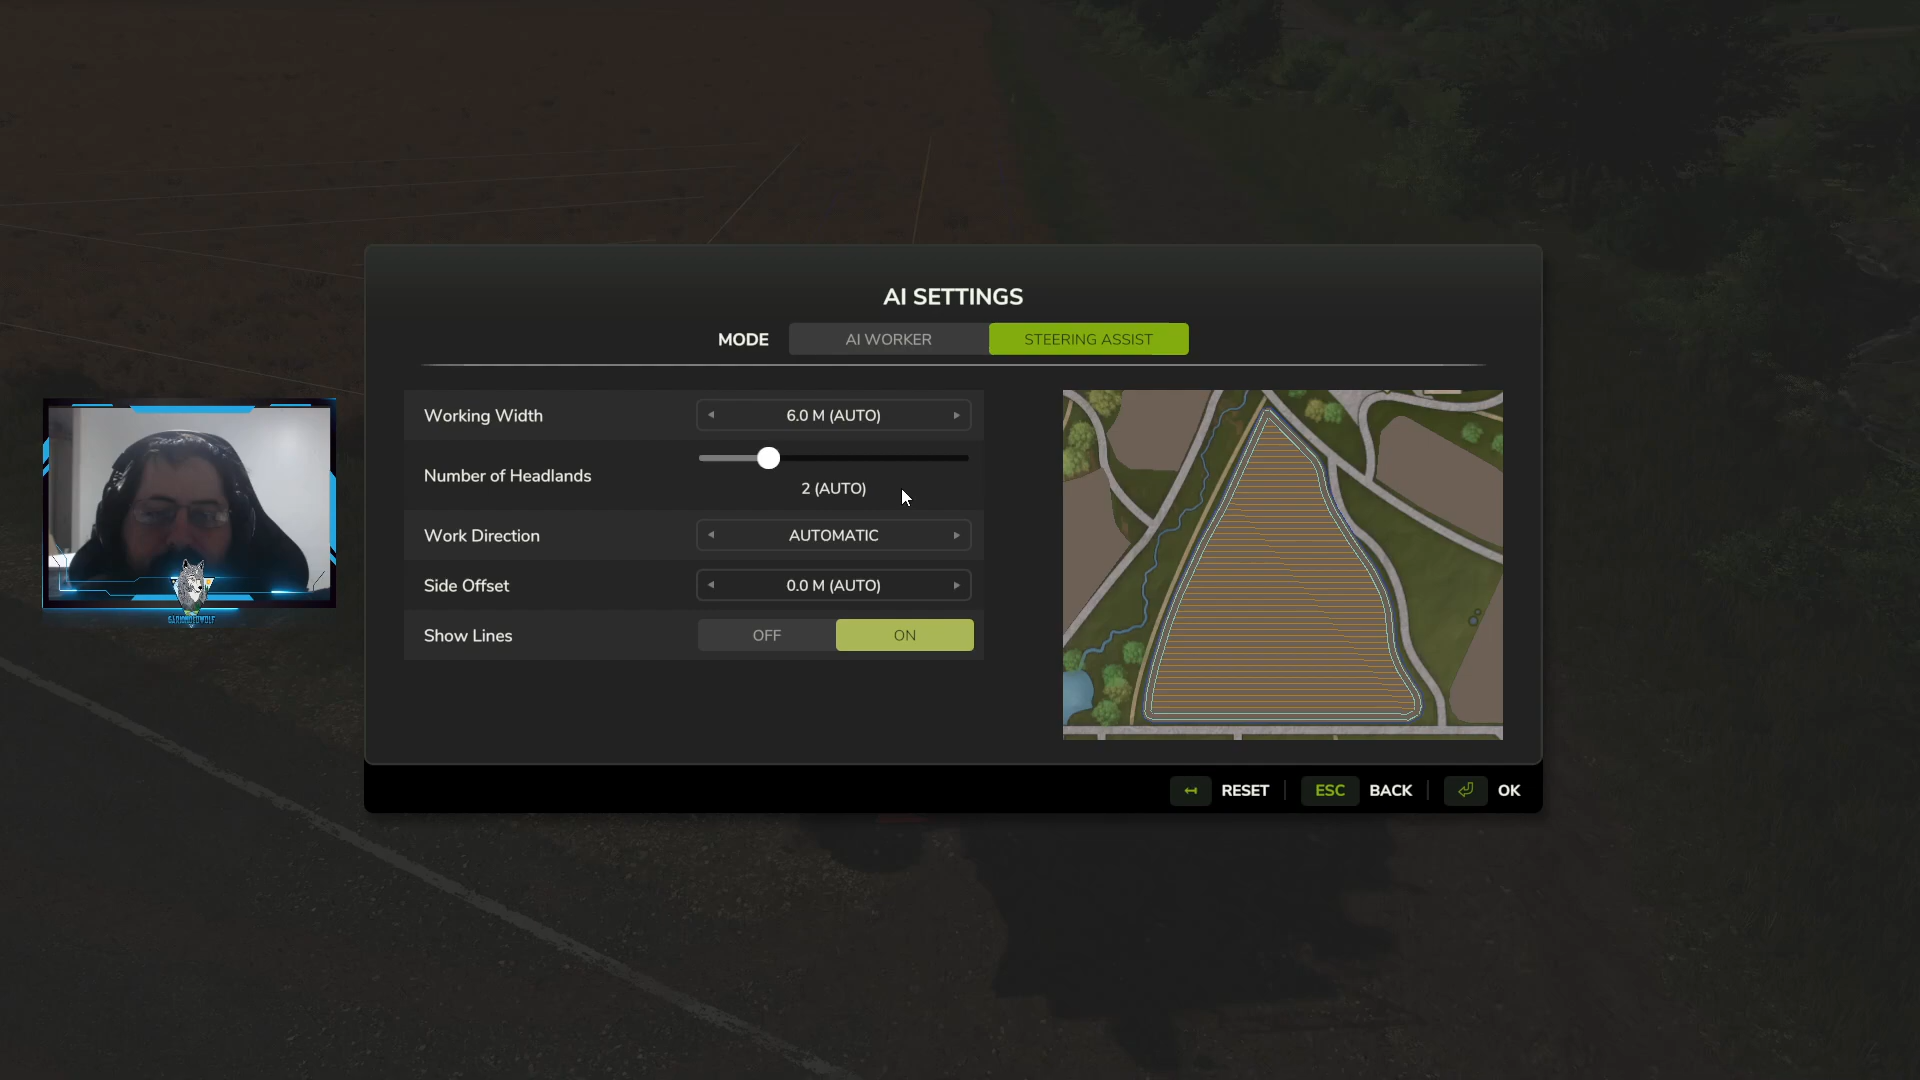 AI SETTINGS
MODE
AI WORKER
STEERING ASSIST
Working Width
6.0 M (AUTO)
Number of Headlands
2 (AUTO)
Work Direction
AUTOMATIC
Side Offset
0.0 M (AUTO)
Show Lines
OFF
ON
RESET
ESC
BACK
OK